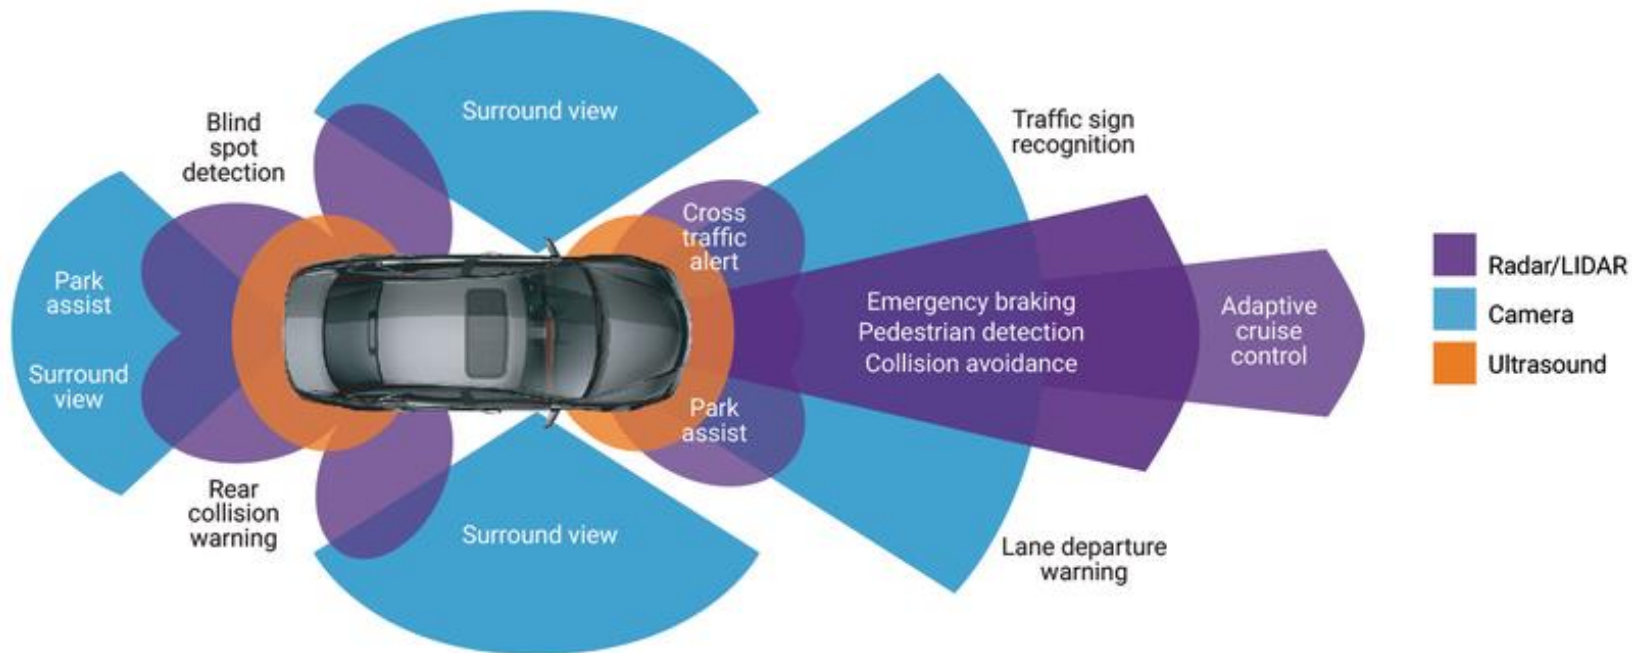 Surround view
Blind
spot
detection
Traffic sign
recognition
Cross
traffic
alert
Park
assist
Surround
view
Emergency braking
Pedestrian detection
Collision avoidance
Adaptive
cruise
control
Radar/LIDAR
Camera
Ultrasound
Park
assist
Rear
collision
warning
Surround view
Lane departure
warning